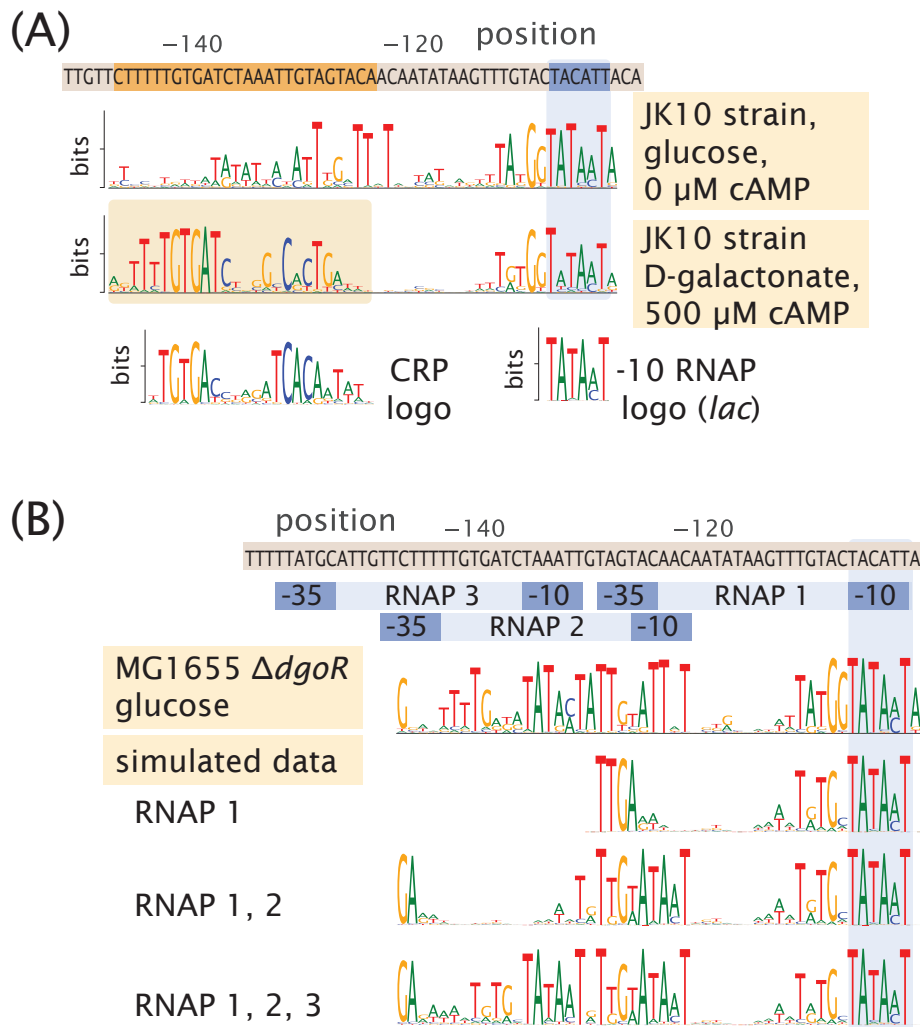 (A)
−140 −120 position
TTGTTCTTTTTGTGATCTAAATTGTAGTACAACAATATAAGTTTGTACTACATTACA
bits
JK10 strain,
glucose,
0 µM cAMP
bits
JK10 strain
D-galactonate,
500 µM cAMP
bits
CRP
logo
bits
TATACT
-10 RNAP
logo (lac)
(B)
position −140 −120
TTTTTATGCATTGTTCTTTTTGTGATCTAAATTGTAGTACAACAATATAAGTTTGTACTACATTA
-35 RNAP 3 -10 -35 RNAP 1 -10
-35 RNAP 2 -10
MG1655 ΔdgoR
glucose
simulated data
RNAP 1
RNAP 1, 2
RNAP 1, 2, 3